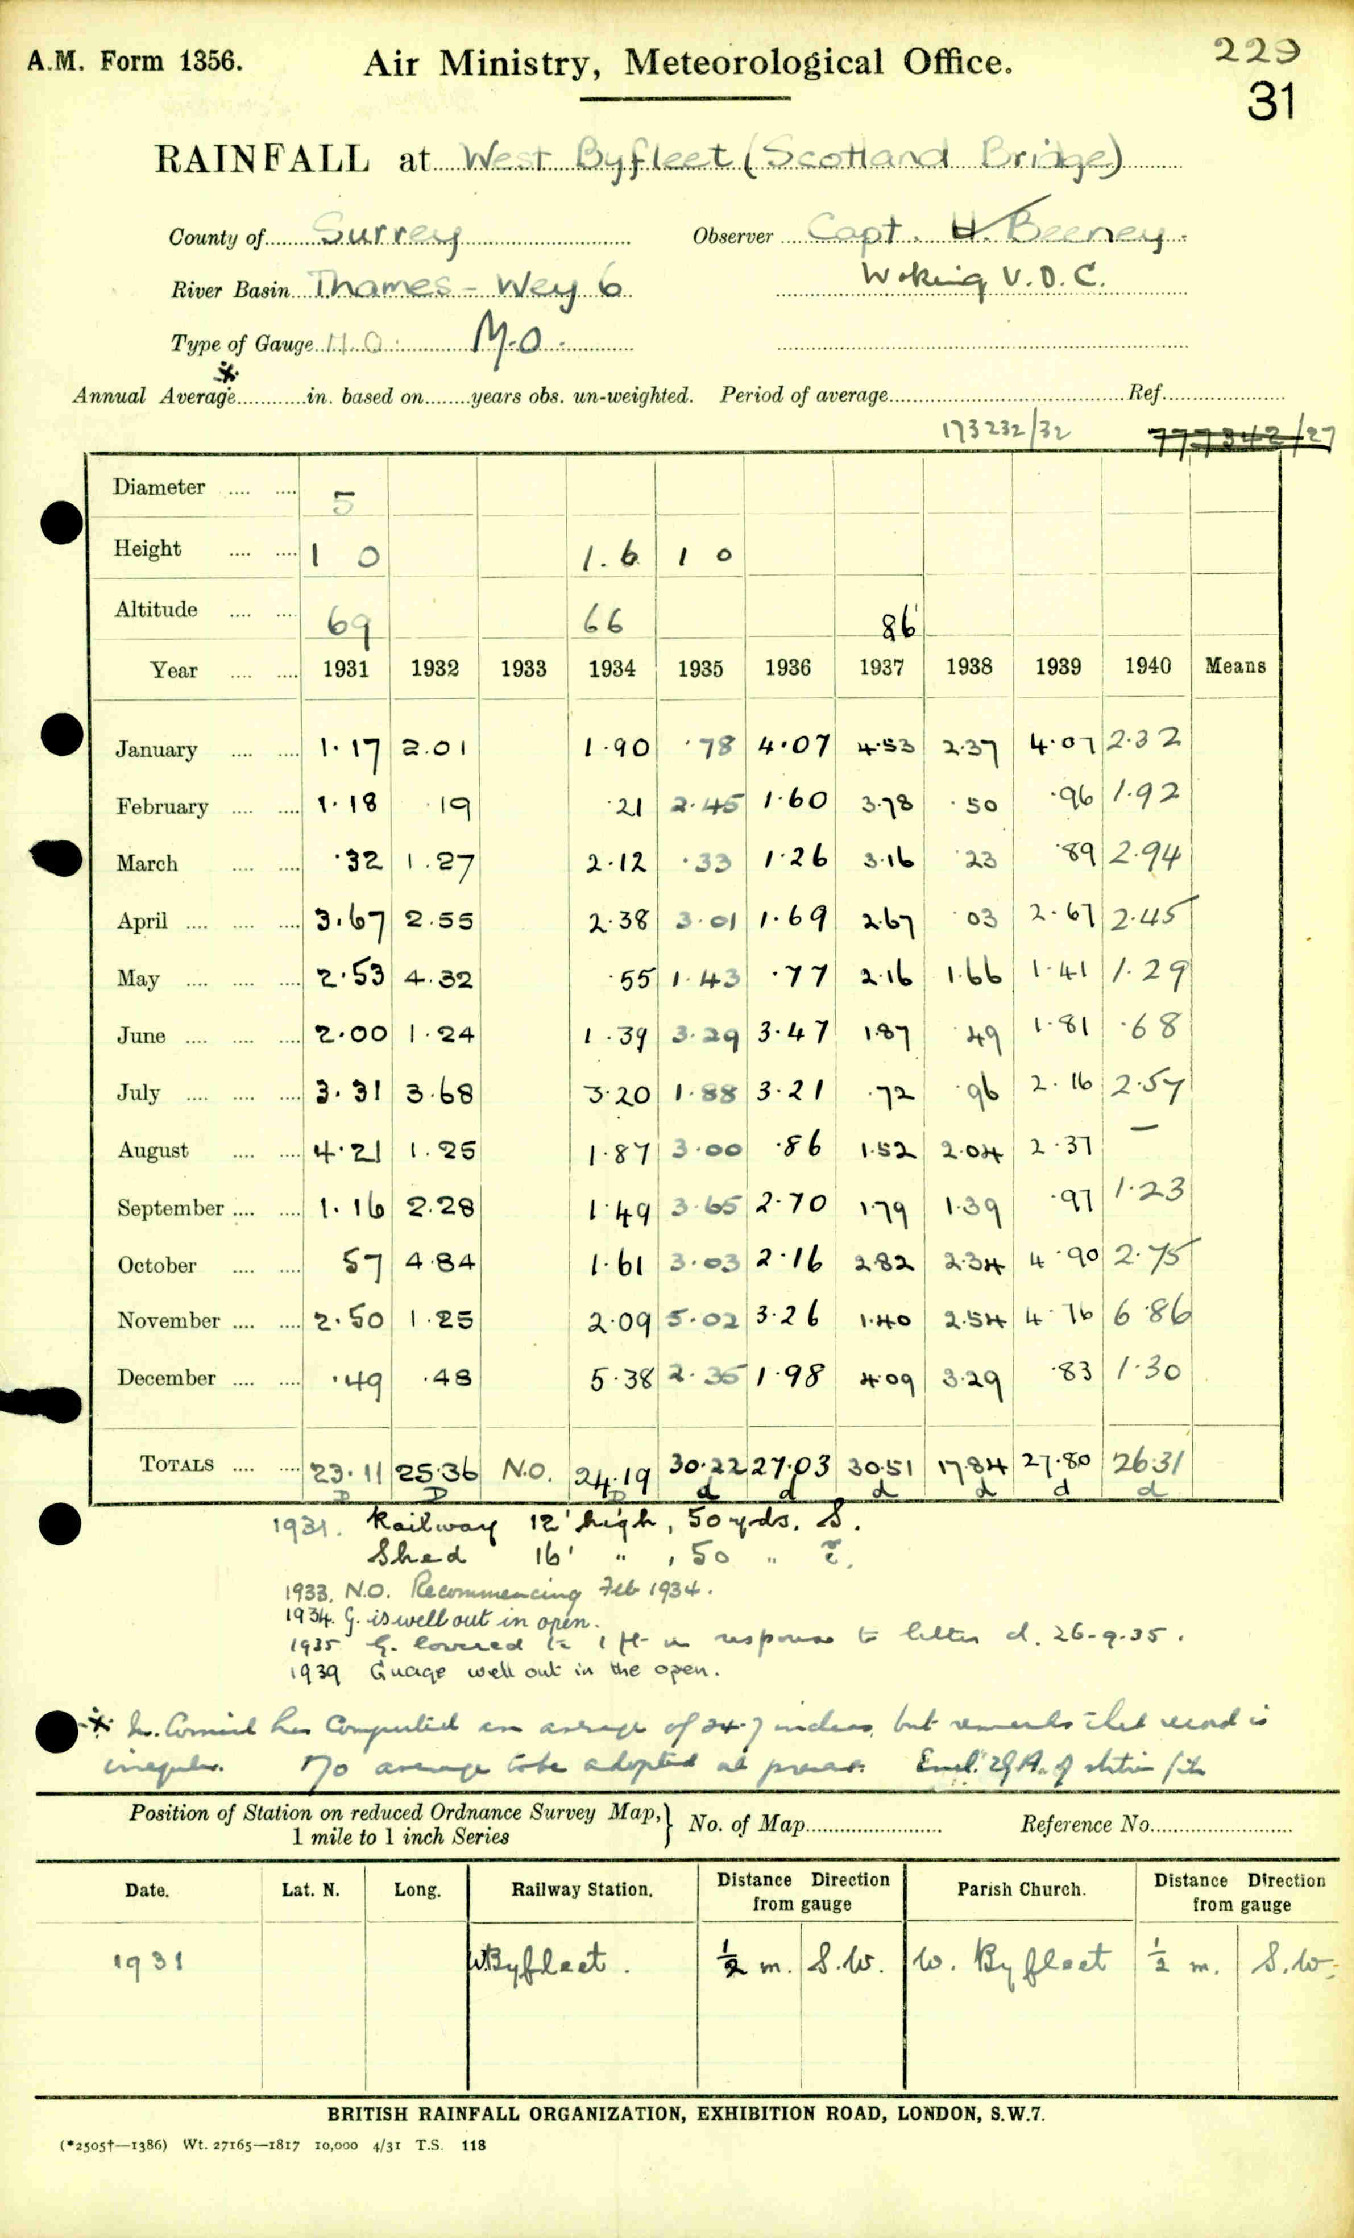 A.M. Form 1356.
Air Ministry, Meteorological Office.
229
31
RAINFALL at West Byfleet (Scotland Bridge)
County of Surrey Observer Capt. H. Beeney.
River Basin Thames - Wey 6 Woking U.D.C.
Type of Gauge M.O. M.O.
Annual Average * in. based on years obs. un-weighted. Period of average Ref.
173232/32 777342/27
Diameter 5
Height 1 0 1.6 1 0
Altitude 69 66 86'
Year 1931 1932 1933 1934 1935 1936 1937 1938 1939 1940 Means
January 1.17 2.01 1.90 .78 4.07 4.53 2.37 4.07 2.32
February 1.18 .19 .21 2.45 1.60 3.78 .50 .96 1.92
March .32 1.27 2.12 .33 1.26 3.16 .23 .89 2.94
April 3.67 2.55 2.38 3.01 1.69 2.67 .03 2.67 2.45
May 2.53 4.32 .55 1.43 .77 2.16 1.66 1.41 1.29
June 2.00 1.24 1.39 3.29 3.47 1.87 .49 1.81 .68
July 3.31 3.68 3.20 1.88 3.21 .72 .96 2.16 2.57
August 4.21 1.25 1.87 3.00 .86 1.52 2.04 2.37 —
September 1.16 2.28 1.49 3.65 2.70 1.79 1.39 .97 1.23
October 57 4.84 1.61 3.03 2.16 2.82 2.34 4.90 2.75
November 2.50 1.25 2.09 5.02 3.26 1.40 2.54 4.76 6.86
December .49 .48 5.38 2.35 1.98 4.09 3.29 .83 1.30
TOTALS 23.11 25.36 N.O. 24.19 30.22 27.03 30.51 17.84 27.80 26.31
D D D d d d d d d
1931. Railway 12' high, 50 yds. S.
Shed 16' " , 50 " E.
1933. N.O. Recommencing Feb 1934.
1934. G. is well out in open.
1935 G. lowered to 1 ft in response to letter d. 26-9-35.
1939 Guage well out in the open.
* has computed an average of 24.7 inches, but remarks that record is
irregular. No average to be adopted at present. Encl. 29A. of station file
Position of Station on reduced Ordnance Survey Map,} No. of Map Reference No.
1 mile to 1 inch Series
Date. Lat. N. Long. Railway Station. Distance Direction from gauge Parish Church. Distance Direction from gauge
1931 W Byfleet. ½ m. S.W. W. Byfleet ½ m. S.W.
BRITISH RAINFALL ORGANIZATION, EXHIBITION ROAD, LONDON, S.W.7.
(*2505†—1386) Wt. 27165—1817 10,000 4/31 T.S. 118